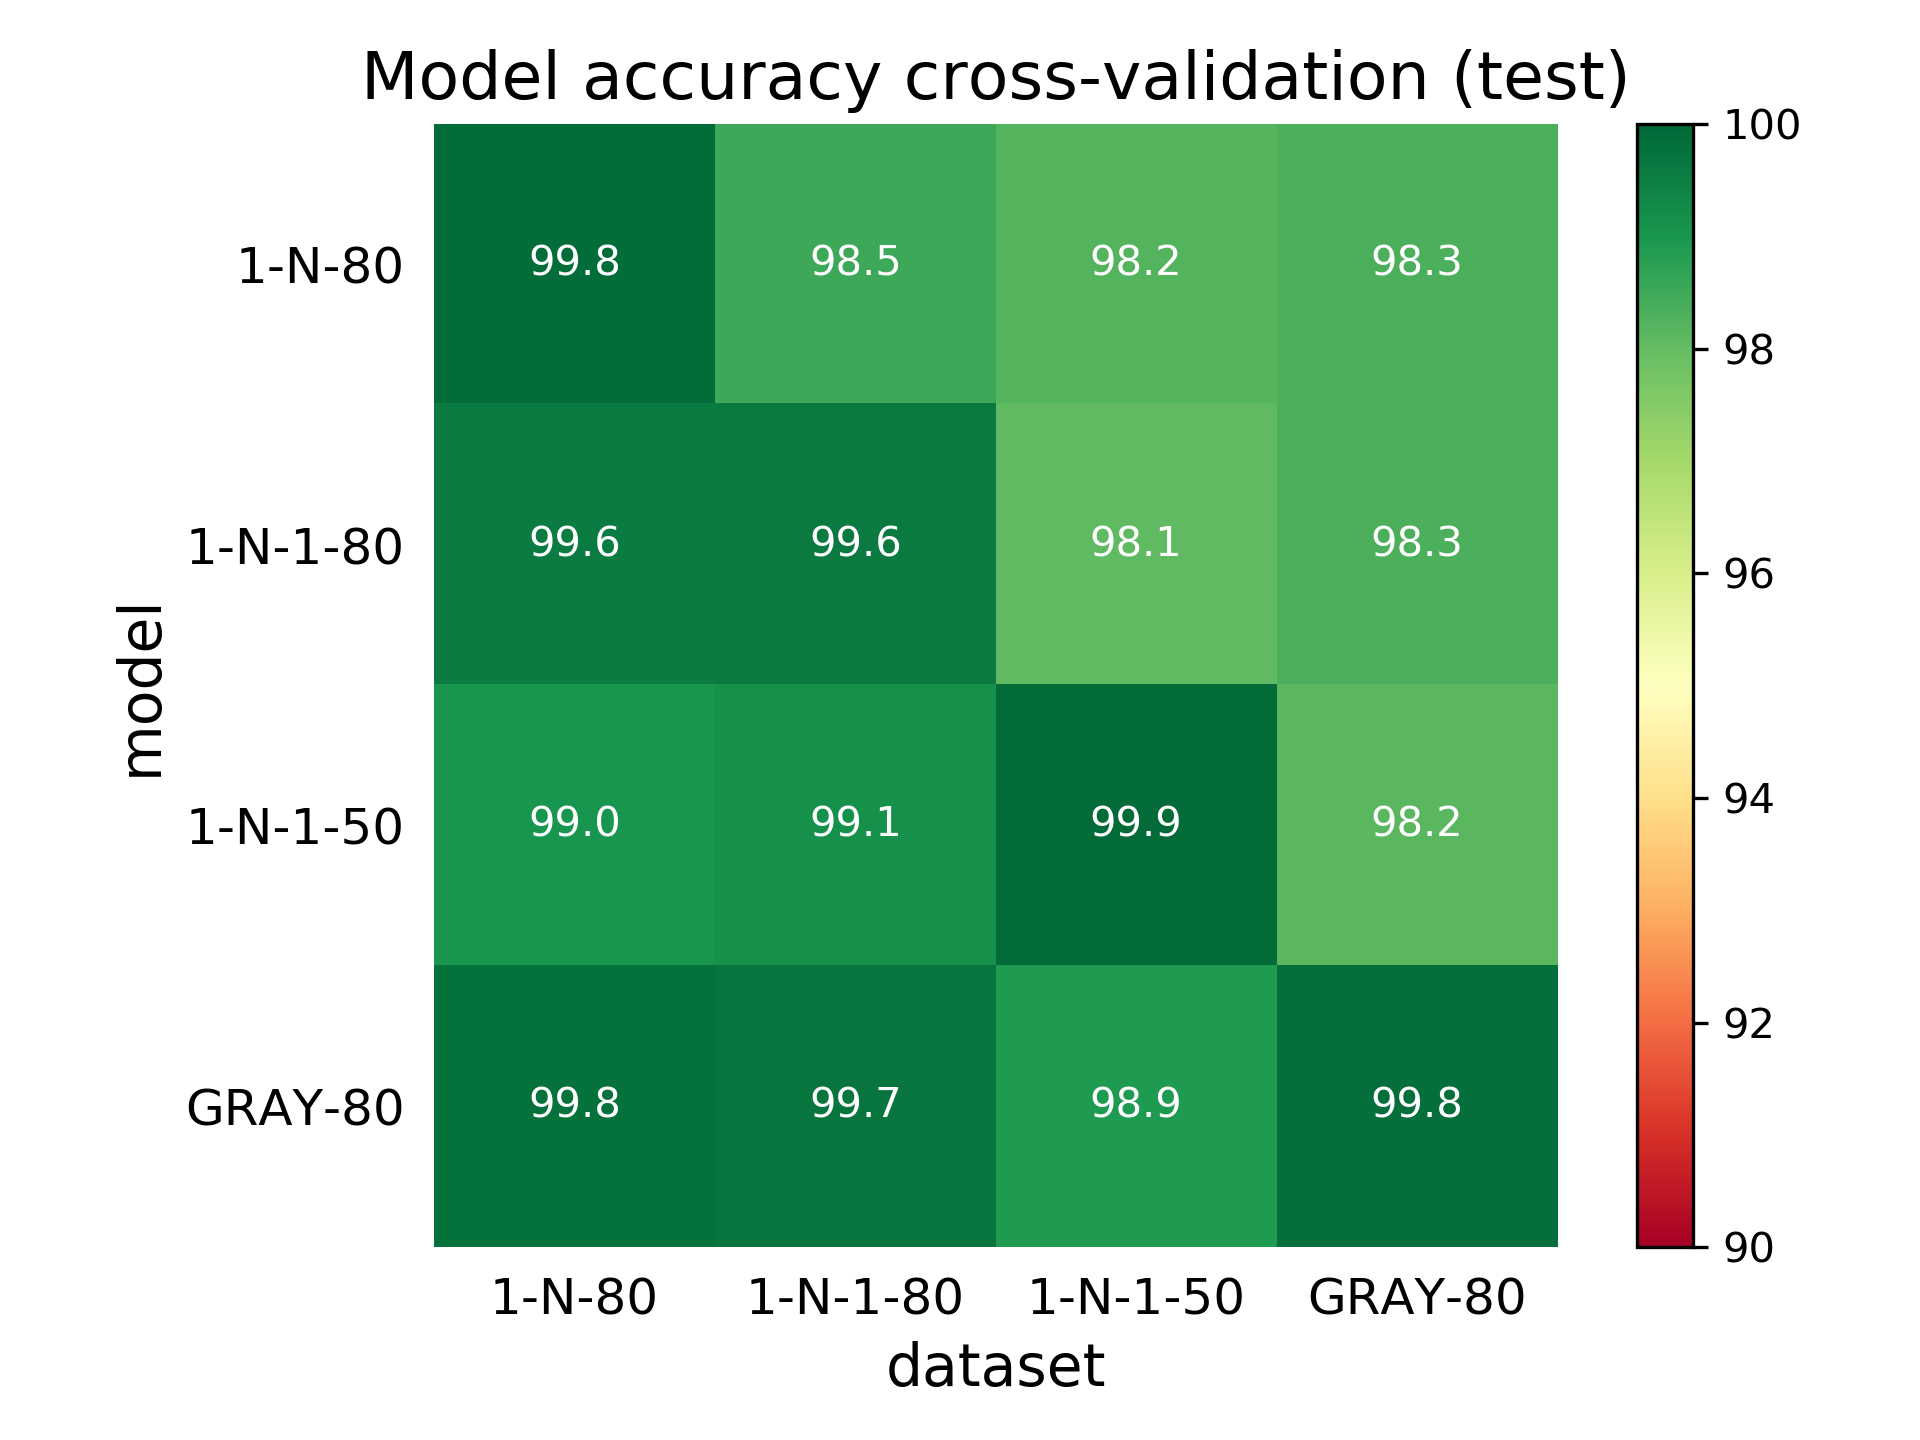 Model accuracy cross-validation (test)
100
1-N-80 99.8 98.5 98.2 98.3
98
1-N-1-80 99.6 99.6 98.1 98.3
96
model
1-N-1-50 99.0 99.1 99.9 98.2
94
92
GRAY-80 99.8 99.7 98.9 99.8
90
1-N-80 1-N-1-80 1-N-1-50 GRAY-80
dataset